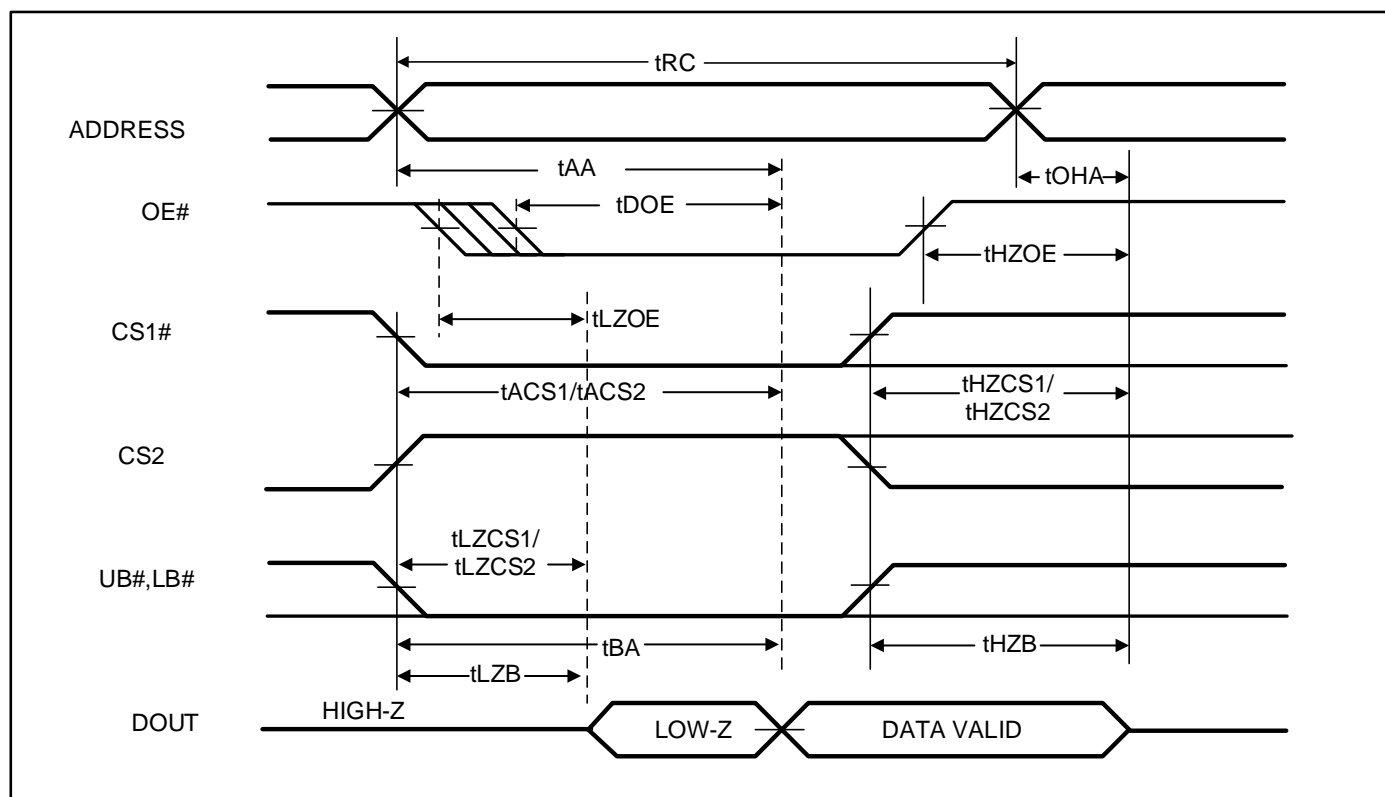 tRC
ADDRESS
tAA
tOHA
OE#
tDOE
tHZOE
CS1#
tLZOE
tACS1/tACS2
tHZCS1/
tHZCS2
CS2
tLZCS1/
tLZCS2
UB#,LB#
tBA
tHZB
tLZB
HIGH-Z
DOUT
LOW-Z
DATA VALID